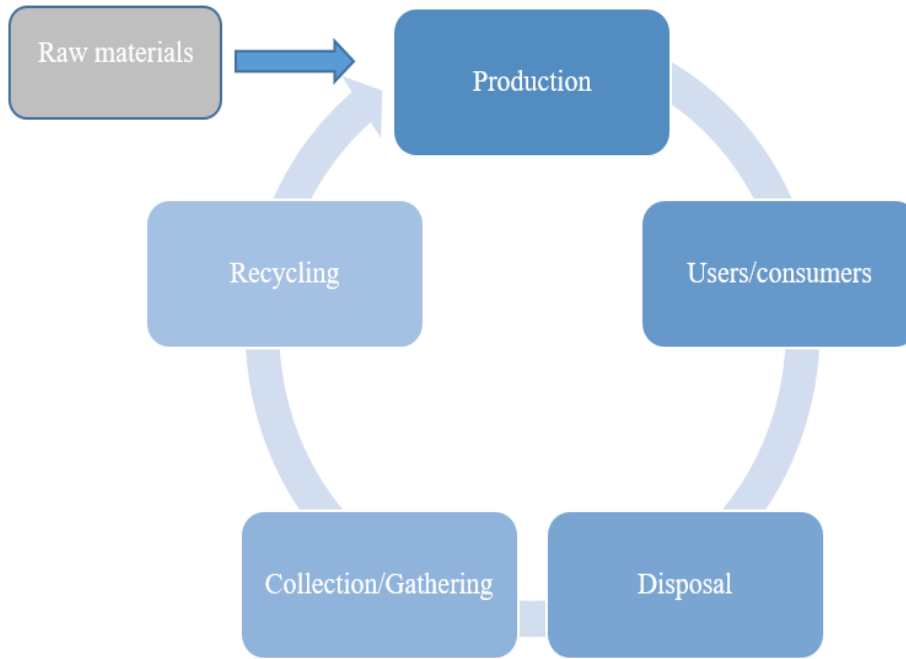 Raw materials
Production
Users/consumers
Disposal
Collection/Gathering
Recycling